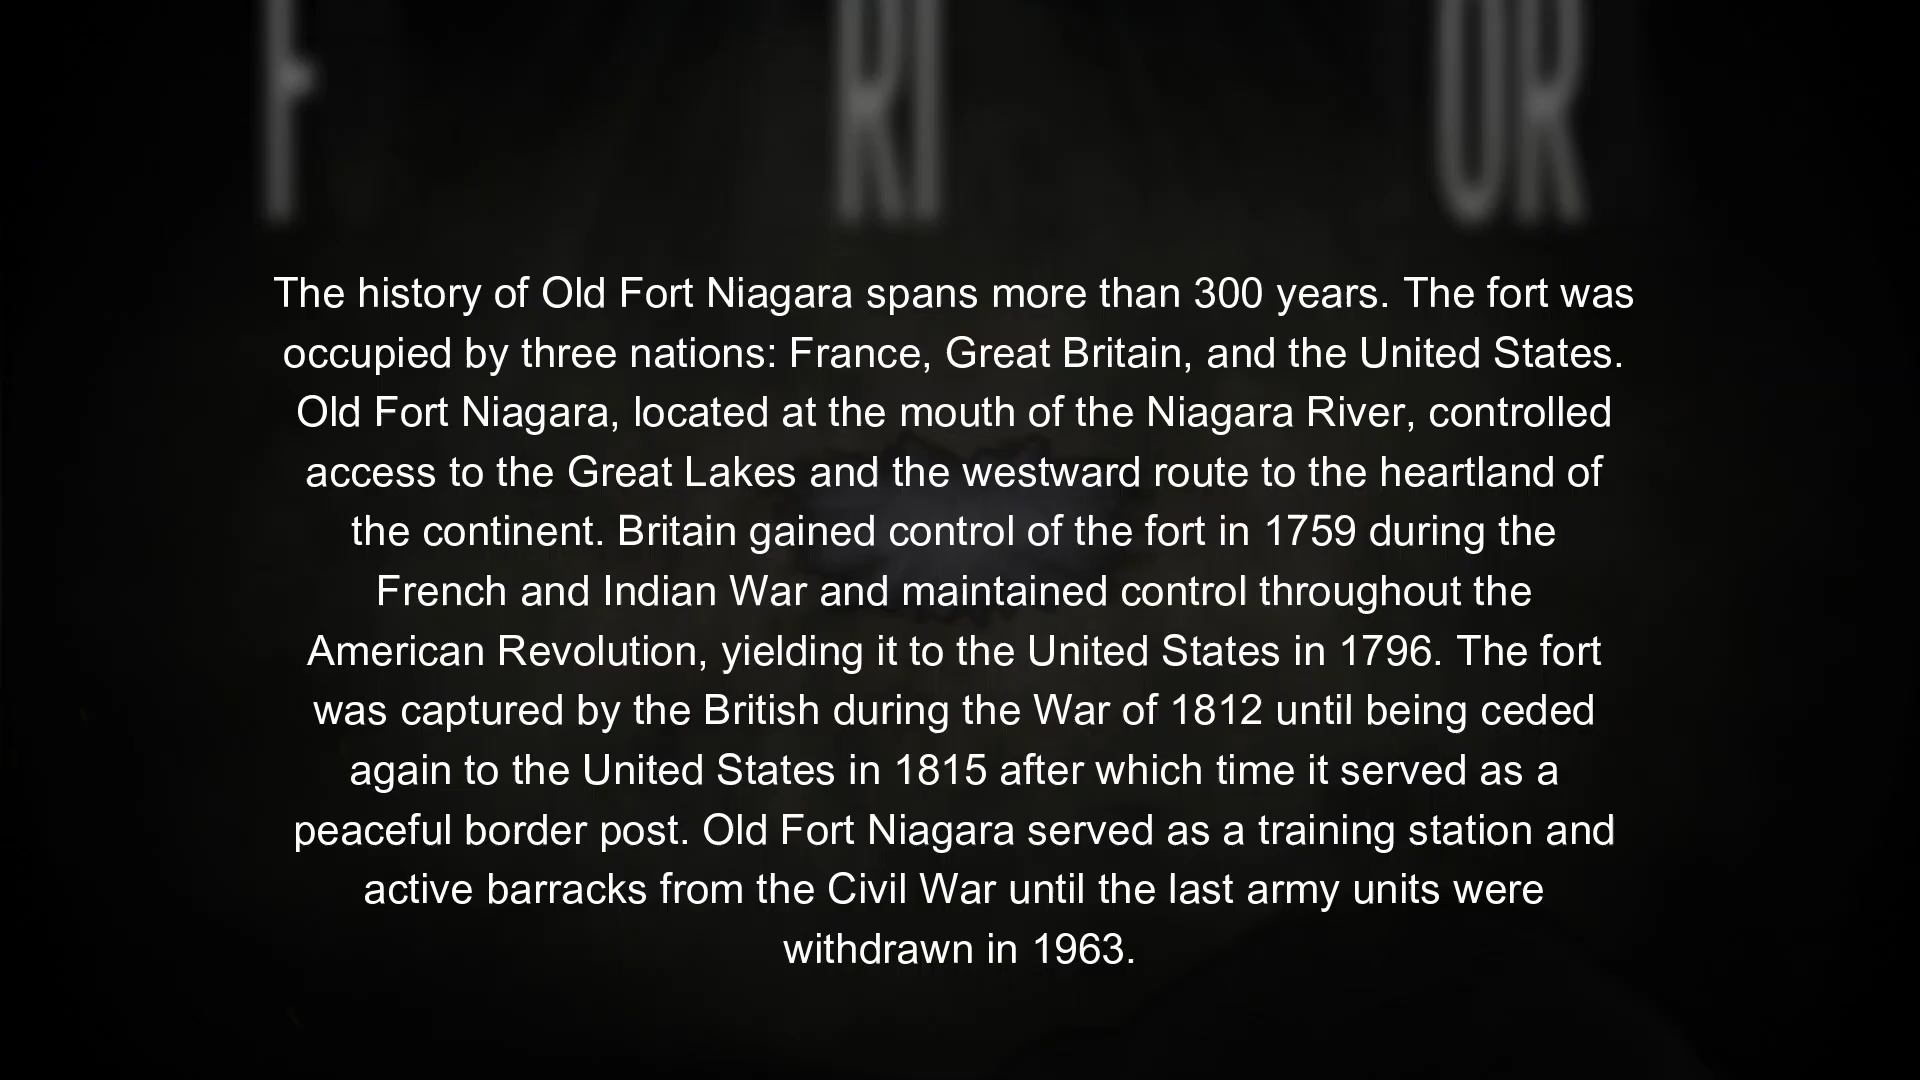 The history of Old Fort Niagara spans more than 300 years. The fort was
occupied by three nations: France, Great Britain, and the United States.
Old Fort Niagara, located at the mouth of the Niagara River, controlled
access to the Great Lakes and the westward route to the heartland of
the continent. Britain gained control of the fort in 1759 during the
French and Indian War and maintained control throughout the
American Revolution, yielding it to the United States in 1796. The fort
was captured by the British during the War of 1812 until being ceded
again to the United States in 1815 after which time it served as a
peaceful border post. Old Fort Niagara served as a training station and
active barracks from the Civil War until the last army units were
withdrawn in 1963.